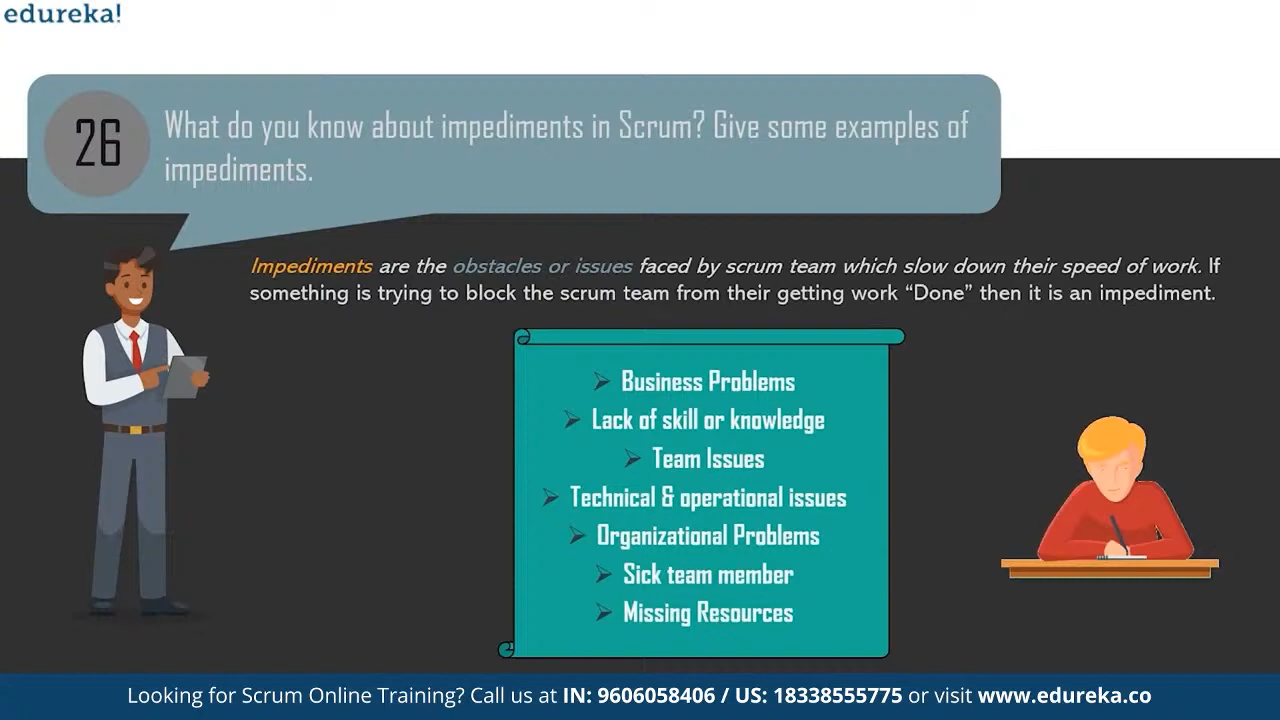 edureka!
26
What do you know about impediments in Scrum? Give some examples of
impediments.
Impediments are the obstacles or issues faced by scrum team which slow down their speed of work. If
something is trying to block the scrum team from their getting work “Done” then it is an impediment.
➢ Business Problems
➢ Lack of skill or knowledge
➢ Team Issues
➢ Technical & operational issues
➢ Organizational Problems
➢ Sick team member
➢ Missing Resources
Looking for Scrum Online Training? Call us at IN: 9606058406 / US: 18338555775 or visit www.edureka.co